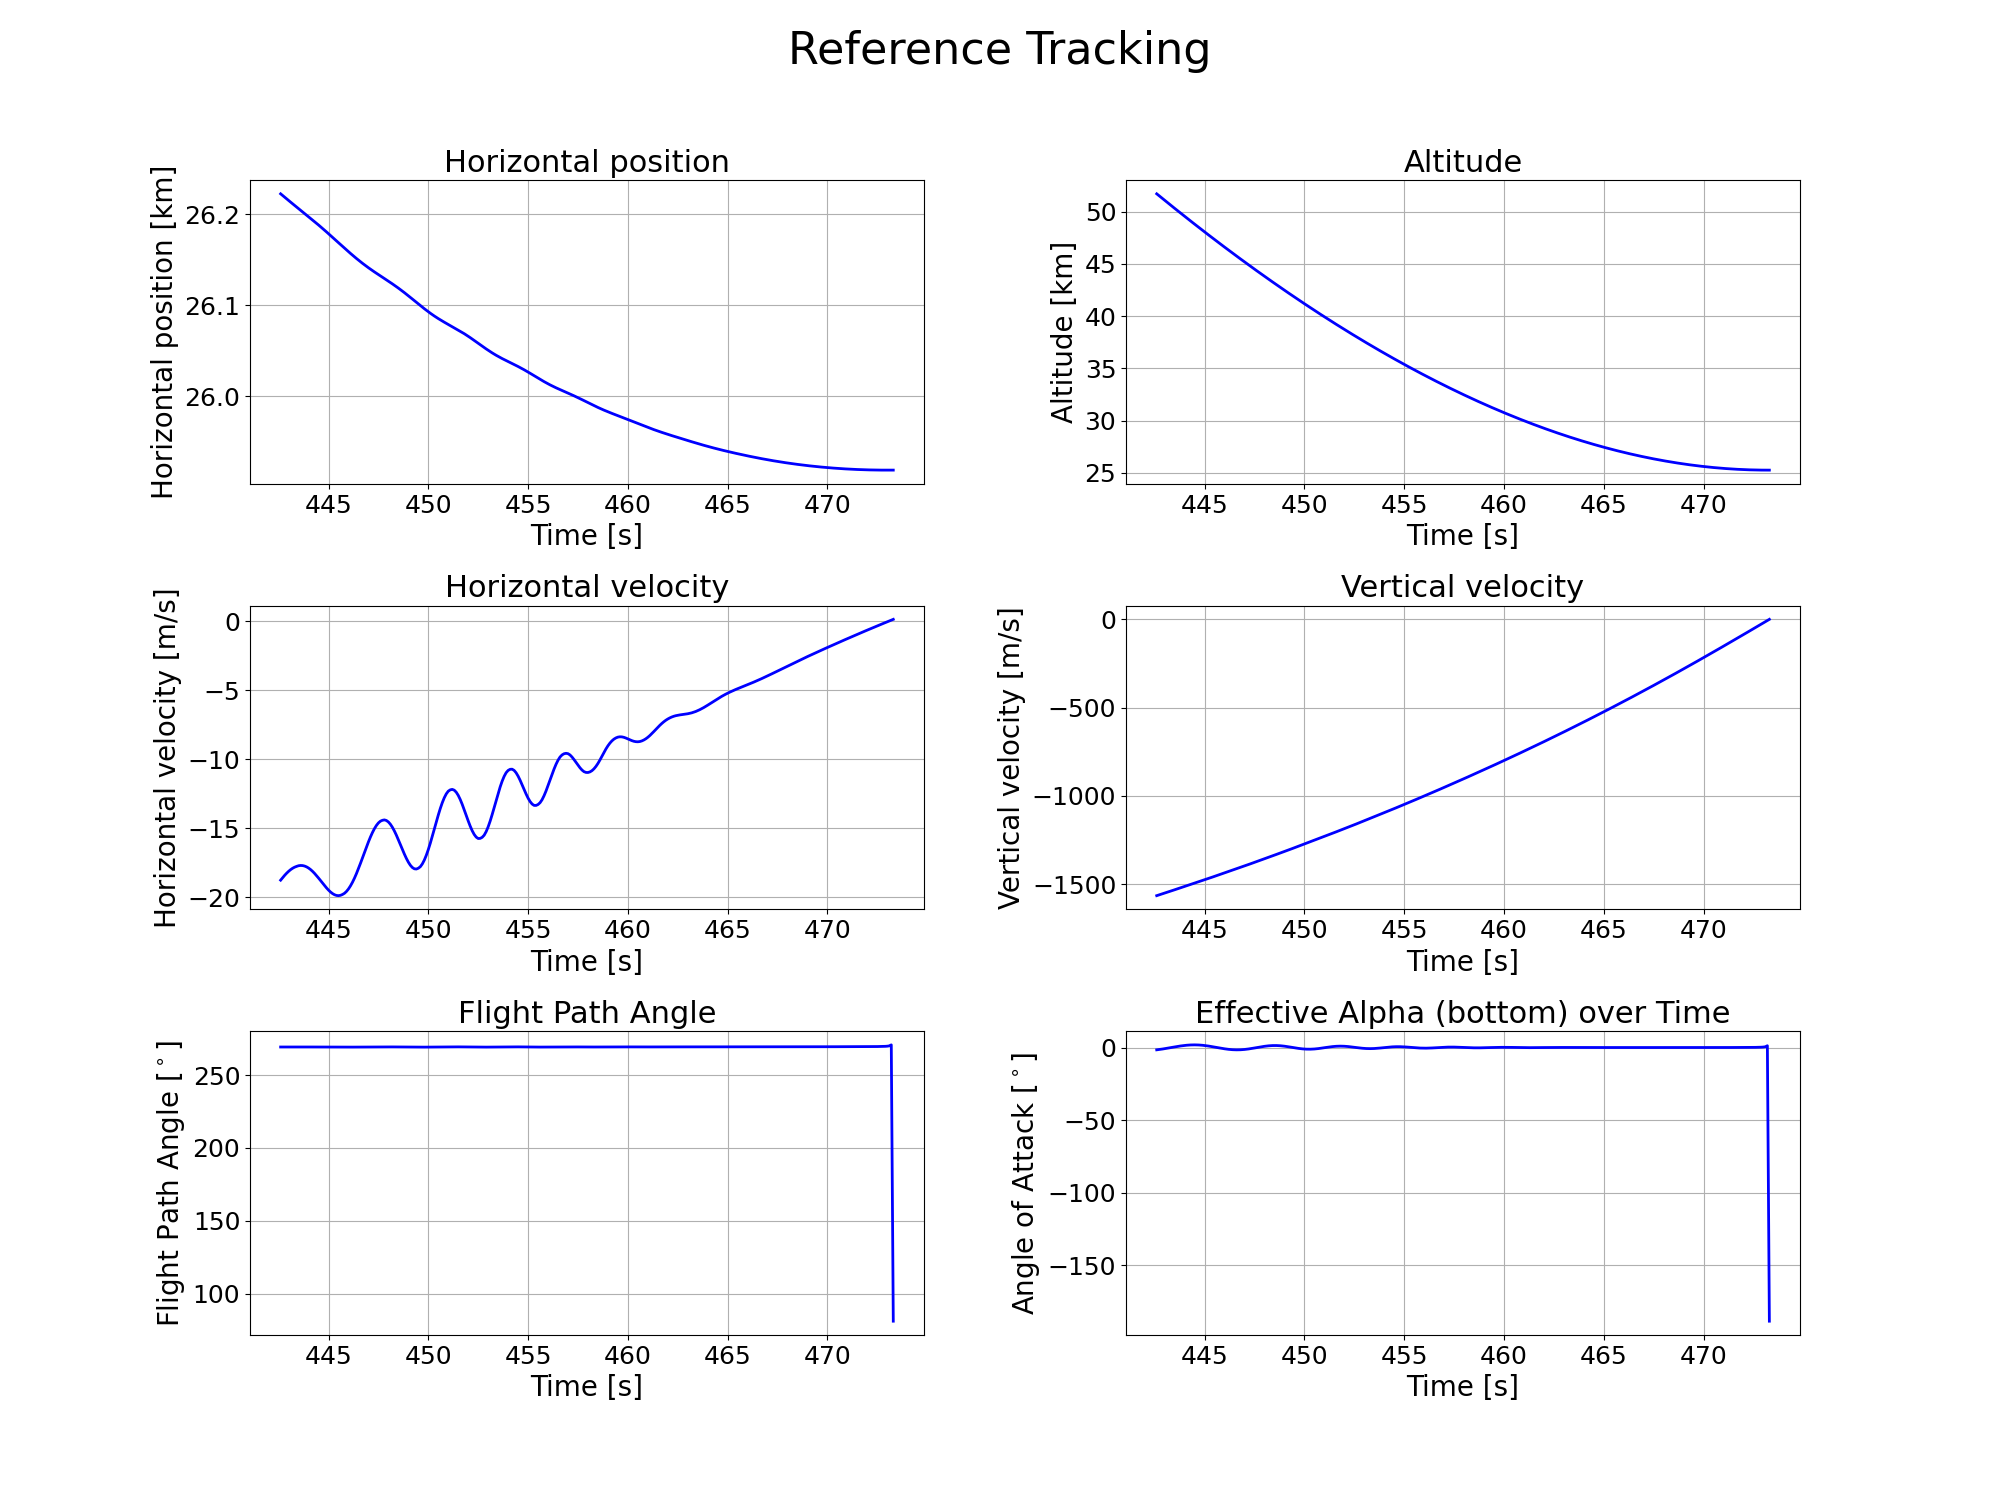 Reference Tracking
Horizontal position
Horizontal position [km]
26.2
26.1
26.0
445 450 455 460 465 470
Time [s]
Altitude
Altitude [km]
50
45
40
35
30
25
445 450 455 460 465 470
Time [s]
Horizontal velocity
Horizontal velocity [m/s]
0
−5
−10
−15
−20
445 450 455 460 465 470
Time [s]
Vertical velocity
Vertical velocity [m/s]
0
−500
−1000
−1500
445 450 455 460 465 470
Time [s]
Flight Path Angle
Flight Path Angle [°]
250
200
150
100
445 450 455 460 465 470
Time [s]
Effective Alpha (bottom) over Time
Angle of Attack [°]
0
−50
−100
−150
445 450 455 460 465 470
Time [s]